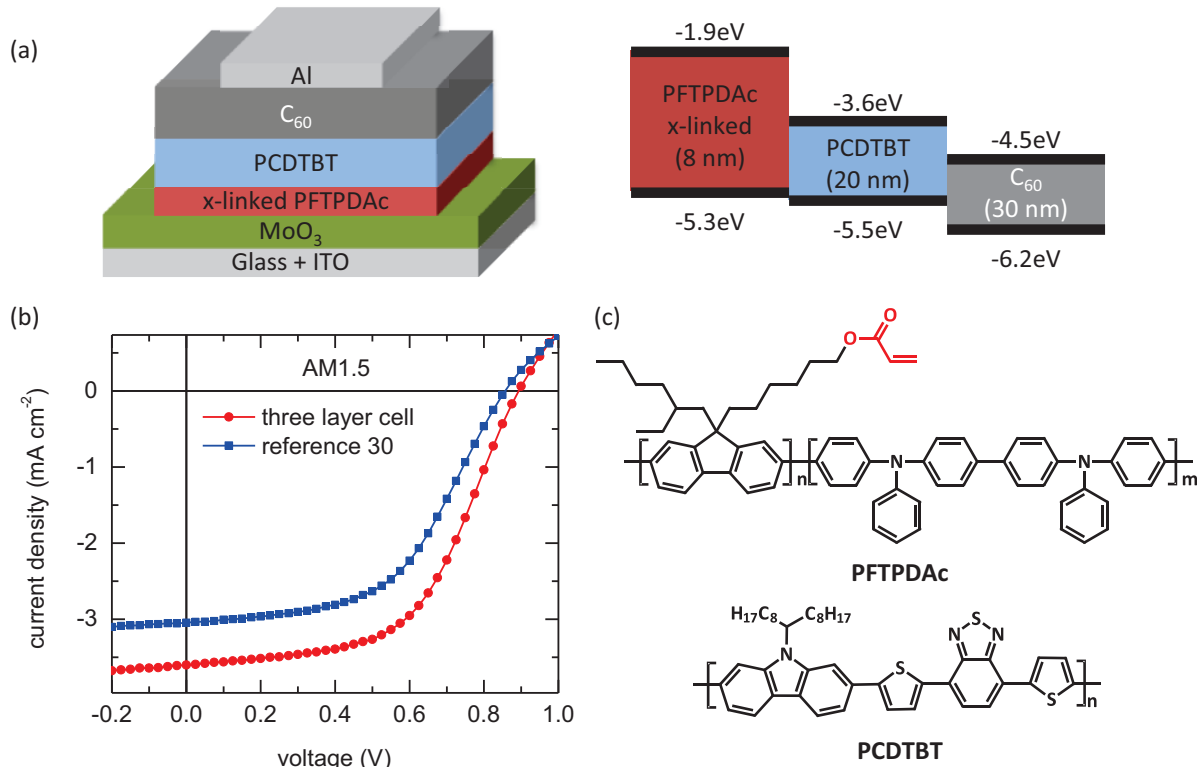 (a)
Al
C60
PCDTBT
x-linked PFTPDAc
MoO3
Glass + ITO
-1.9eV
PFTPDAc
x-linked
(8 nm)
-5.3eV
-3.6eV
PCDTBT
(20 nm)
-5.5eV
-4.5eV
C60
(30 nm)
-6.2eV
(b)
AM1.5
three layer cell
reference 30
current density (mA cm-2)
0
-1
-2
-3
-0.2 0.0 0.2 0.4 0.6 0.8 1.0
voltage (V)
(c)
O
O
n
N
N
m
PFTPDAc
H17C8 C8H17
N
S
N S N
S
n
PCDTBT